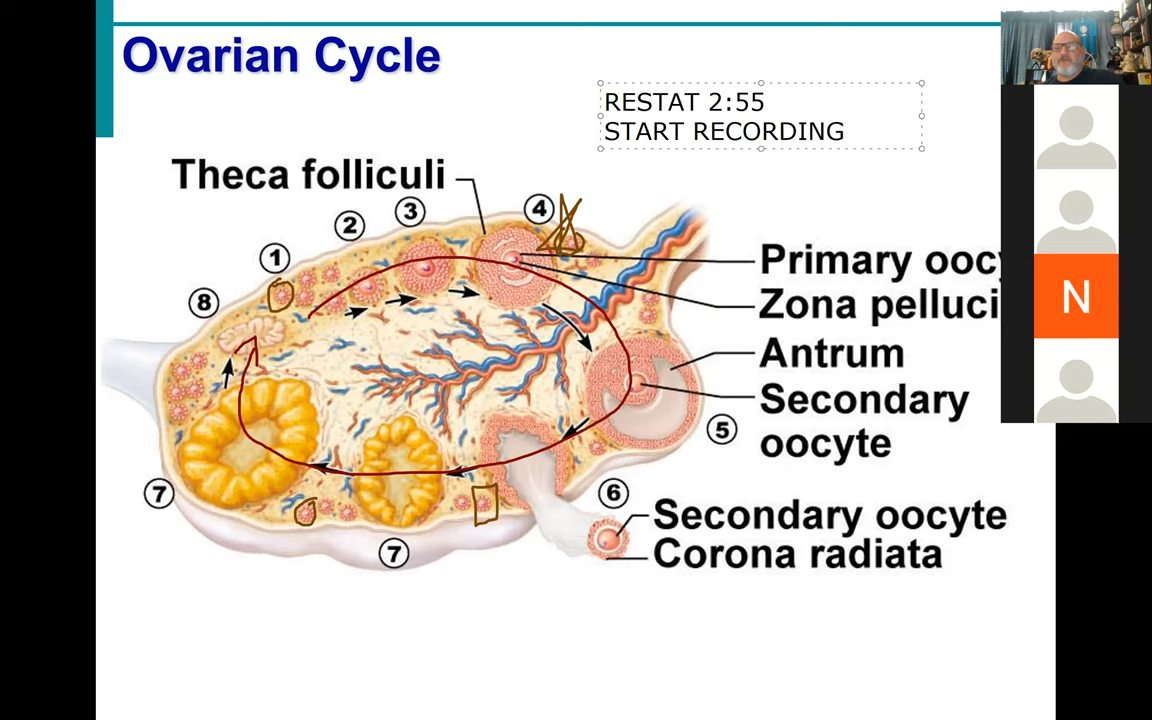 Ovarian Cycle
RESTAT 2:55
START RECORDING
Theca folliculi
4
3
2
1
8
Primary oocy
Zona pelluci
Antrum
Secondary
oocyte
5
7
6
Secondary oocyte
Corona radiata
7
N